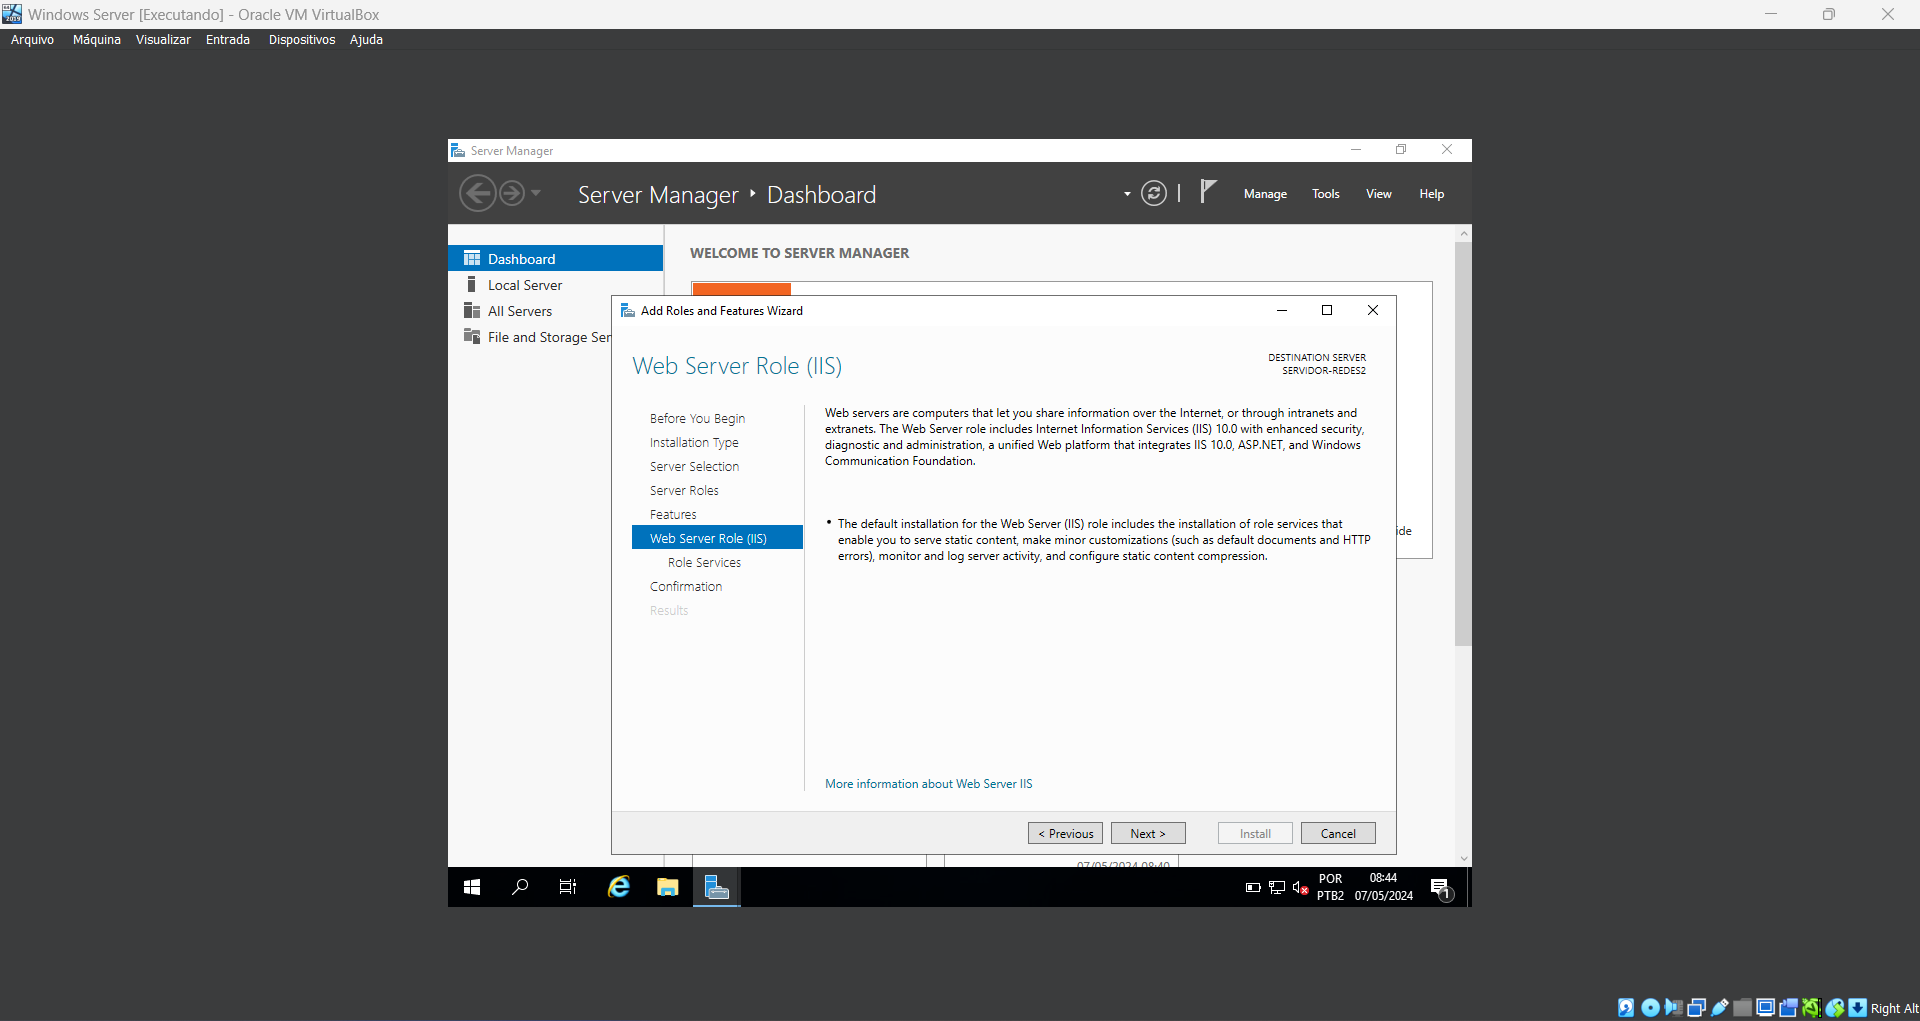 Windows Server [Executando] - Oracle VM VirtualBox
Arquivo Máquina Visualizar Entrada Dispositivos Ajuda
Server Manager
Server Manager Dashboard
Manage Tools View Help
WELCOME TO SERVER MANAGER
Dashboard
Local Server
All Servers
File and Storage Ser
Add Roles and Features Wizard
Web Server Role (IIS)
DESTINATION SERVER
SERVIDOR-REDES2
Before You Begin
Installation Type
Server Selection
Server Roles
Features
Web Server Role (IIS)
Role Services
Confirmation
Results
Web servers are computers that let you share information over the Internet, or through intranets and
extranets. The Web Server role includes Internet Information Services (IIS) 10.0 with enhanced security,
diagnostic and administration, a unified Web platform that integrates IIS 10.0, ASP.NET, and Windows
Communication Foundation.
• The default installation for the Web Server (IIS) role includes the installation of role services that
enable you to serve static content, make minor customizations (such as default documents and HTTP
errors), monitor and log server activity, and configure static content compression.
ide
More information about Web Server IIS
< Previous Next > Install Cancel
07/05/2024 08:40
POR
PTB2
08:44
07/05/2024
1
Right Alt